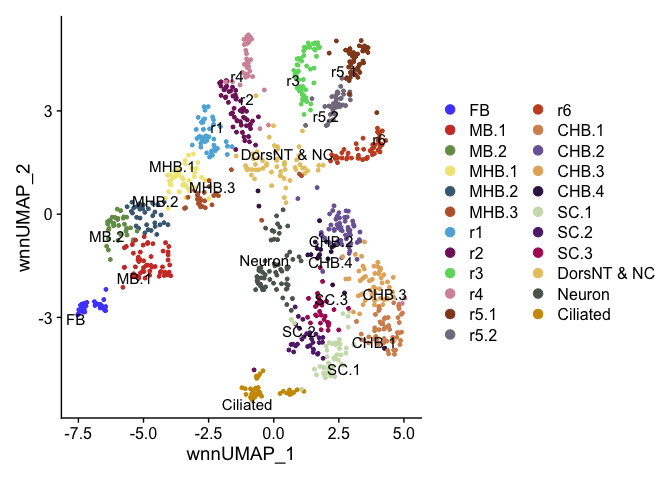 r4
r3
r5.1
r2
r5.2
r1
r6
DorsNT & NC
MHB.1
MHB.3
MHB.2
MB.2
CHB.2
Neuron
CHB.4
MB.1
SC.3
CHB.3
FB
SC.2
CHB.1
SC.1
Ciliated
3
0
-3
-7.5
-5.0
-2.5
0.0
2.5
5.0
wnnUMAP_1
wnnUMAP_2
FB
MB.1
MB.2
MHB.1
MHB.2
MHB.3
r1
r2
r3
r4
r5.1
r5.2
r6
CHB.1
CHB.2
CHB.3
CHB.4
SC.1
SC.2
SC.3
DorsNT & NC
Neuron
Ciliated